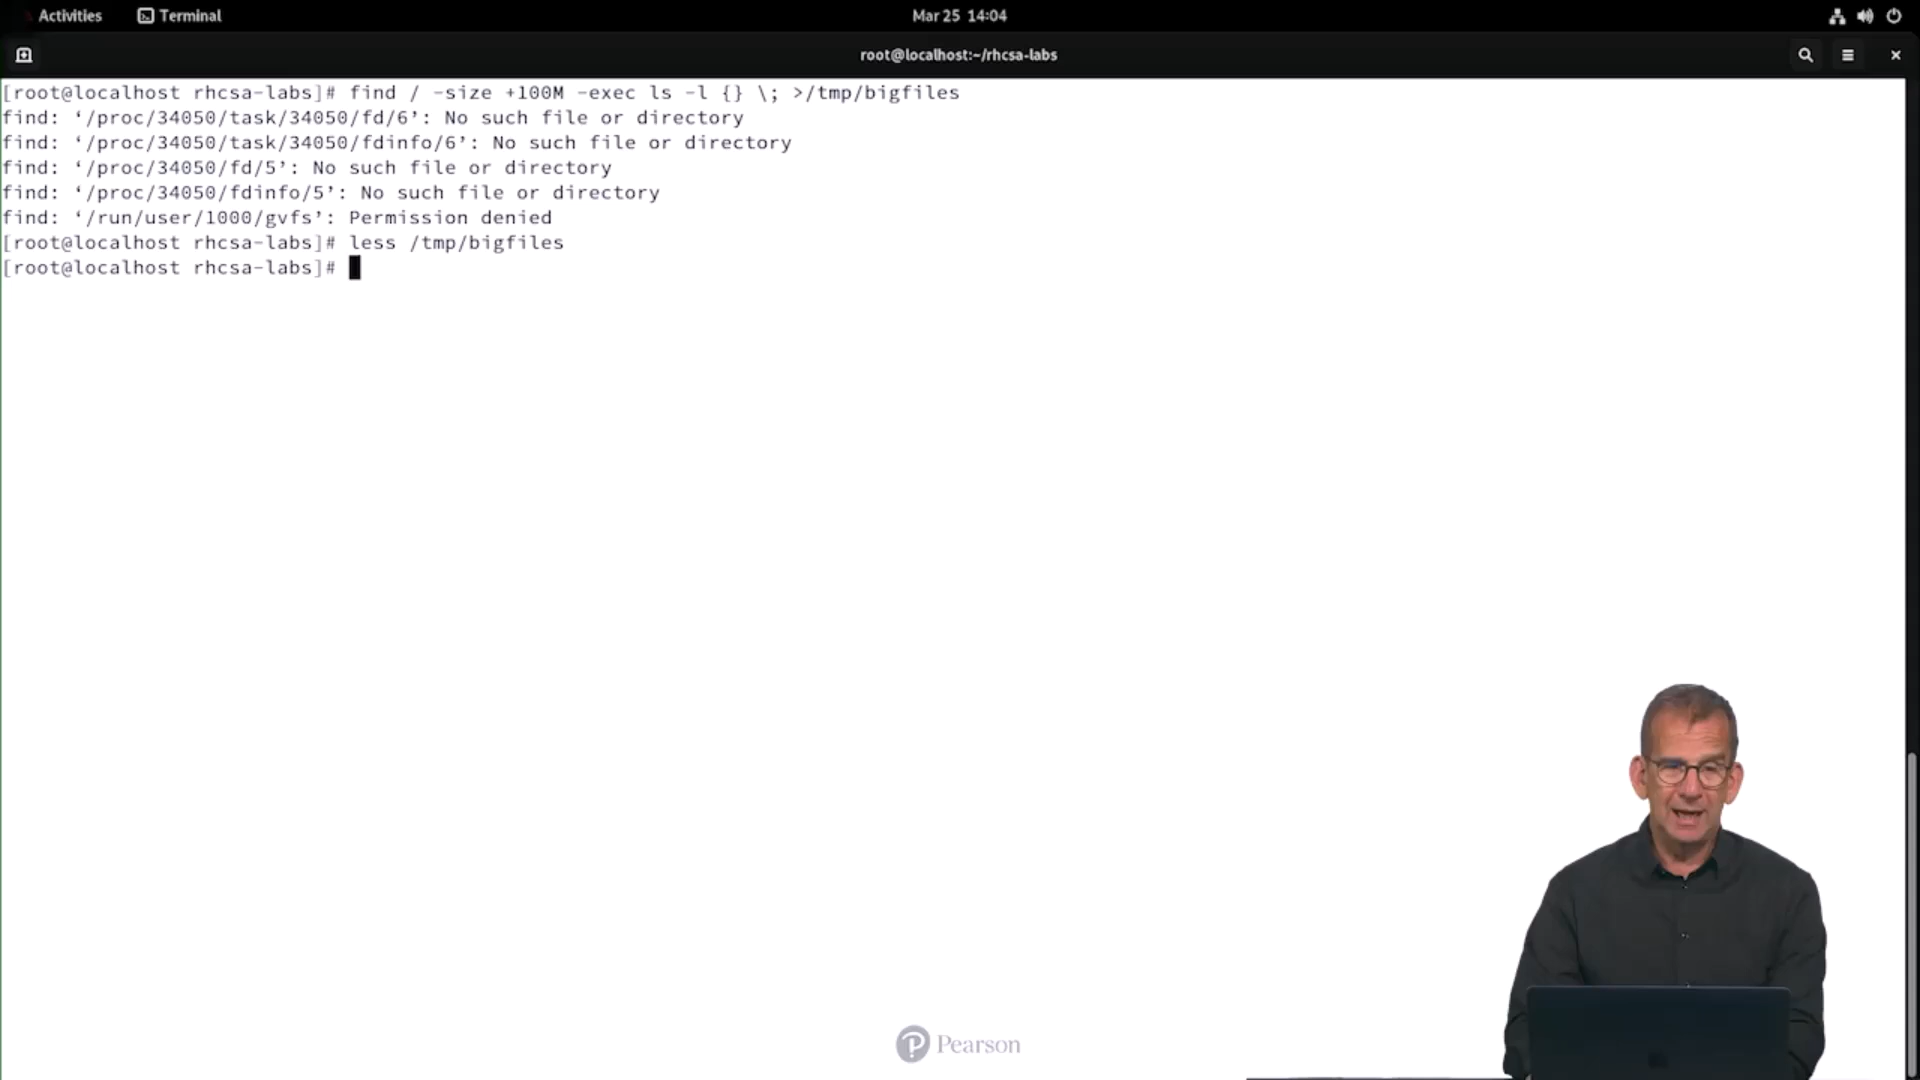 Activities
Terminal
Mar 25 14:04
root@localhost:~/rhcsa-labs
[root@localhost rhcsa-labs]# find / -size +100M -exec ls -l {} \; >/tmp/bigfiles
find: ‘/proc/34050/task/34050/fd/6’: No such file or directory
find: ‘/proc/34050/task/34050/fdinfo/6’: No such file or directory
find: ‘/proc/34050/fd/5’: No such file or directory
find: ‘/proc/34050/fdinfo/5’: No such file or directory
find: ‘/run/user/1000/gvfs’: Permission denied
[root@localhost rhcsa-labs]# less /tmp/bigfiles
[root@localhost rhcsa-labs]#
Pearson